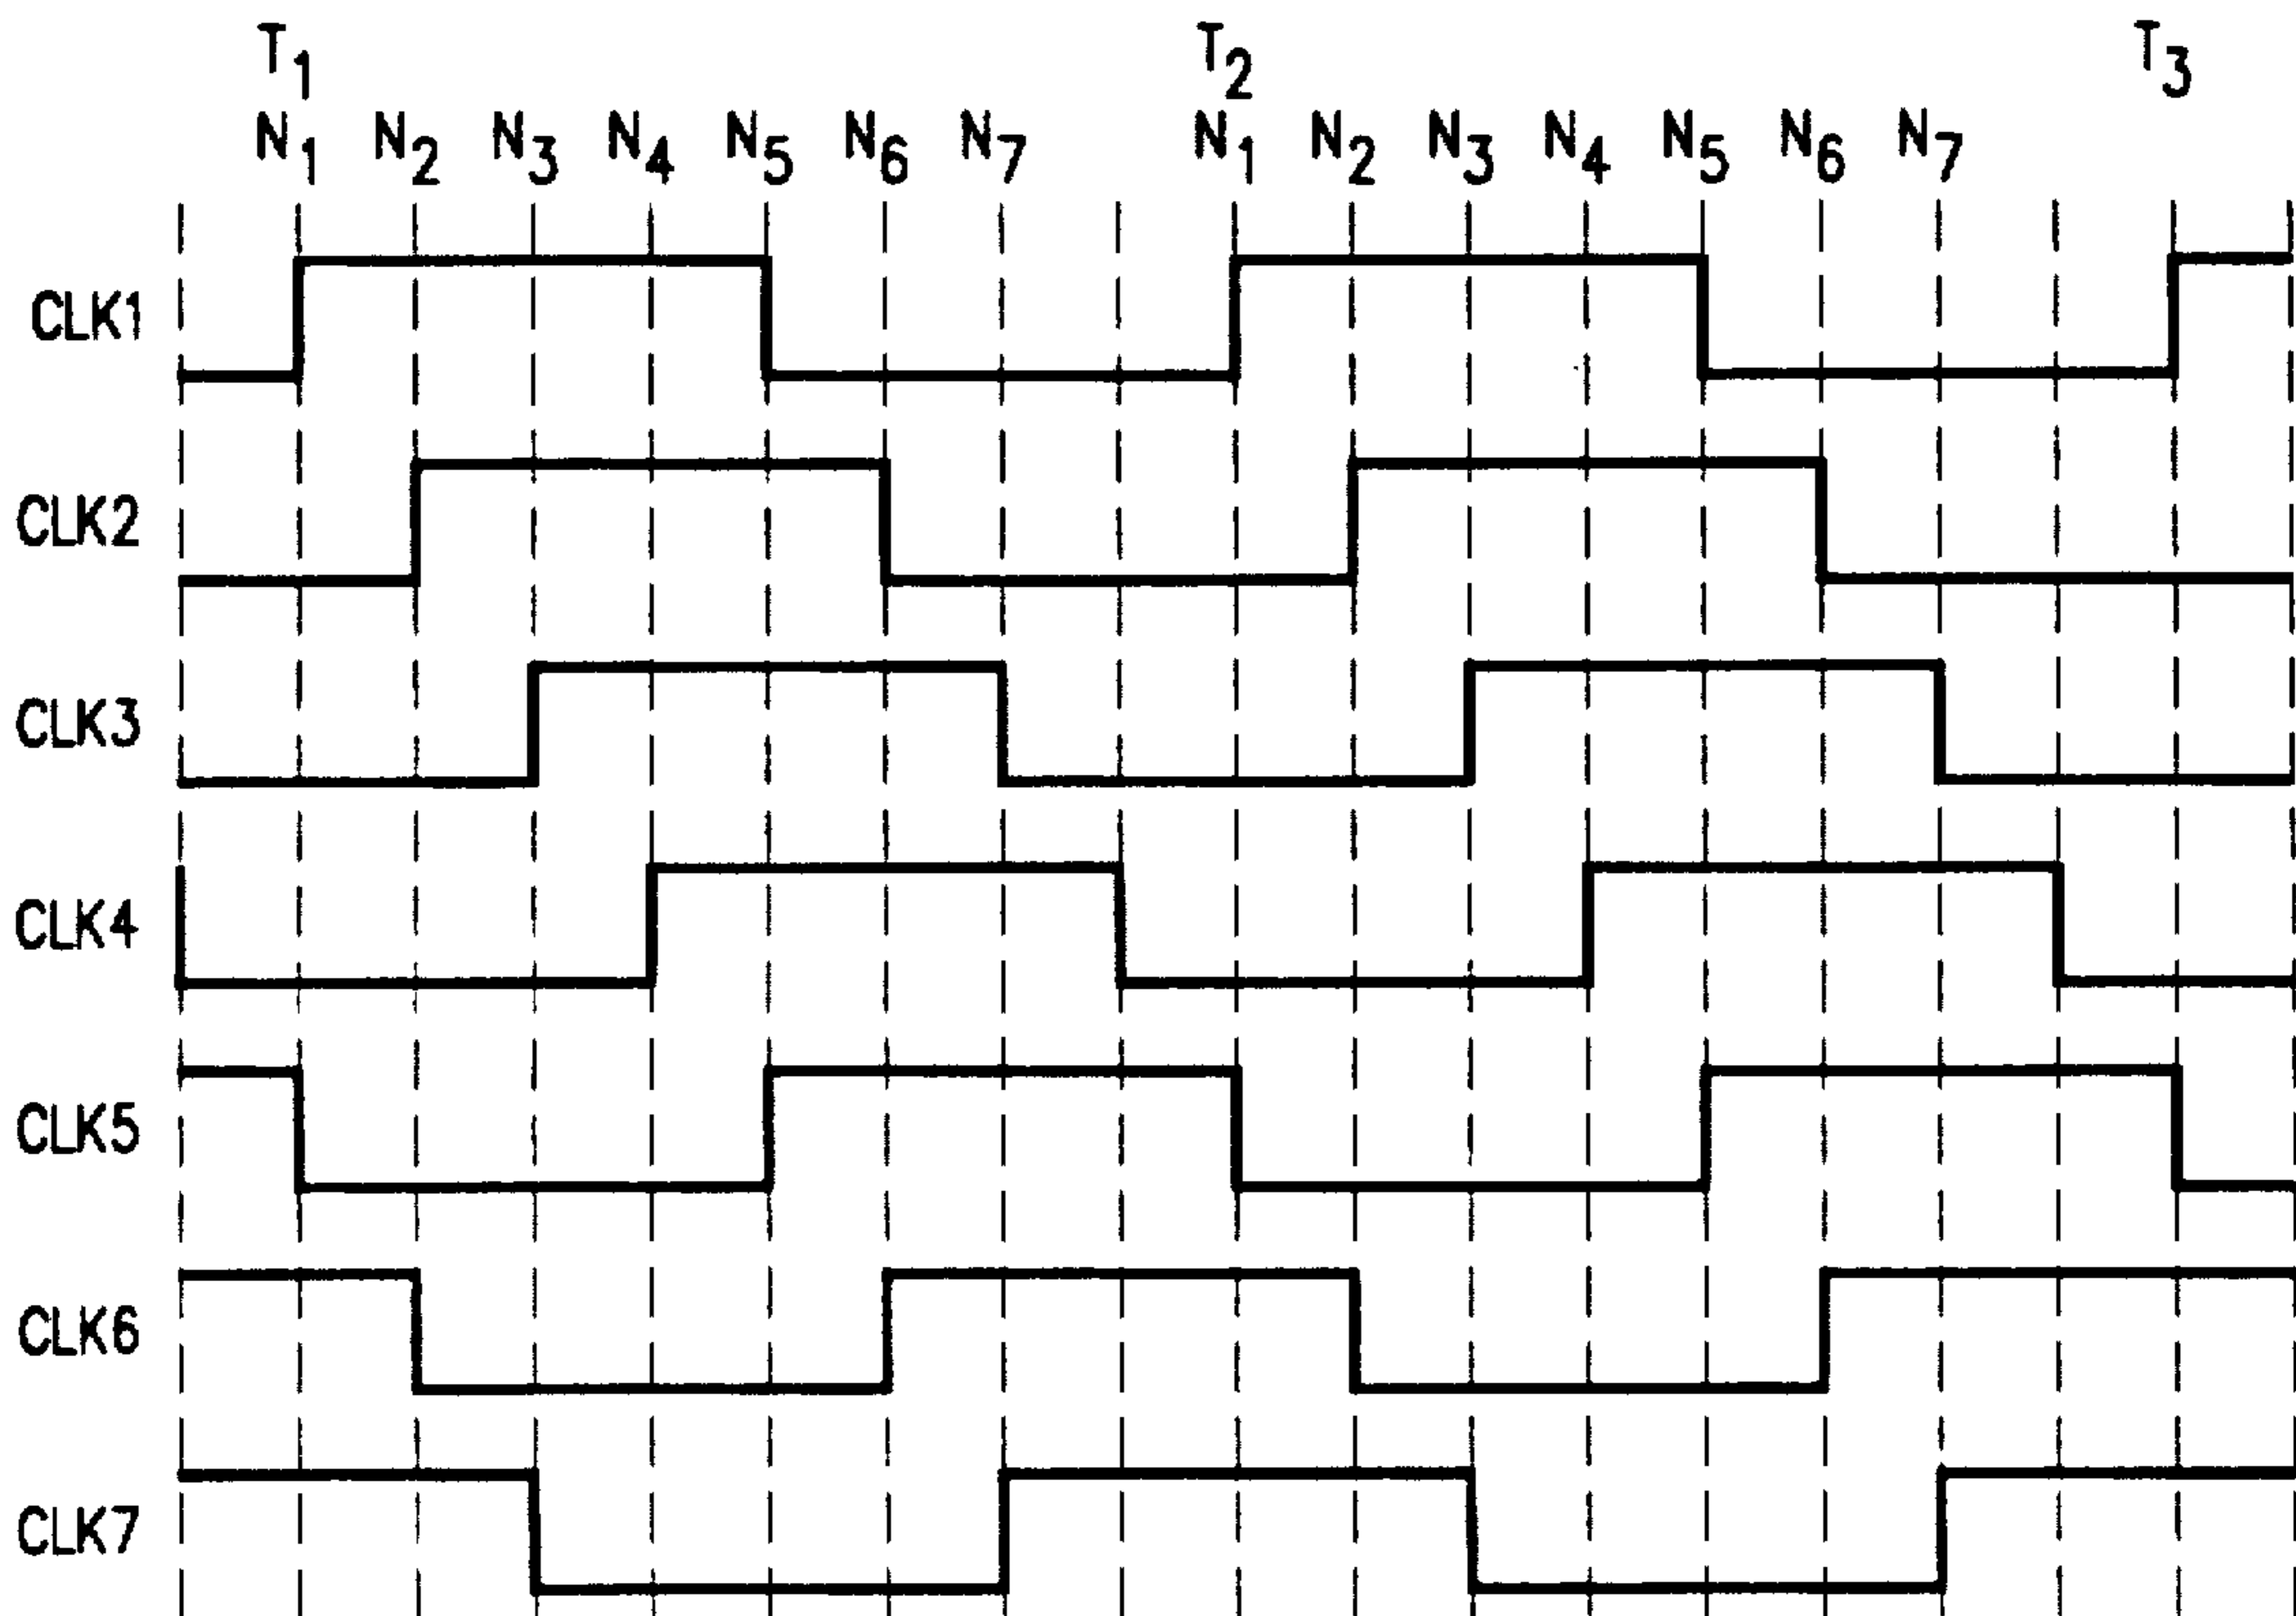 T1 T2 T3
N1 N2 N3 N4 N5 N6 N7 N1 N2 N3 N4 N5 N6 N7
CLK1
CLK2
CLK3
CLK4
CLK5
CLK6
CLK7